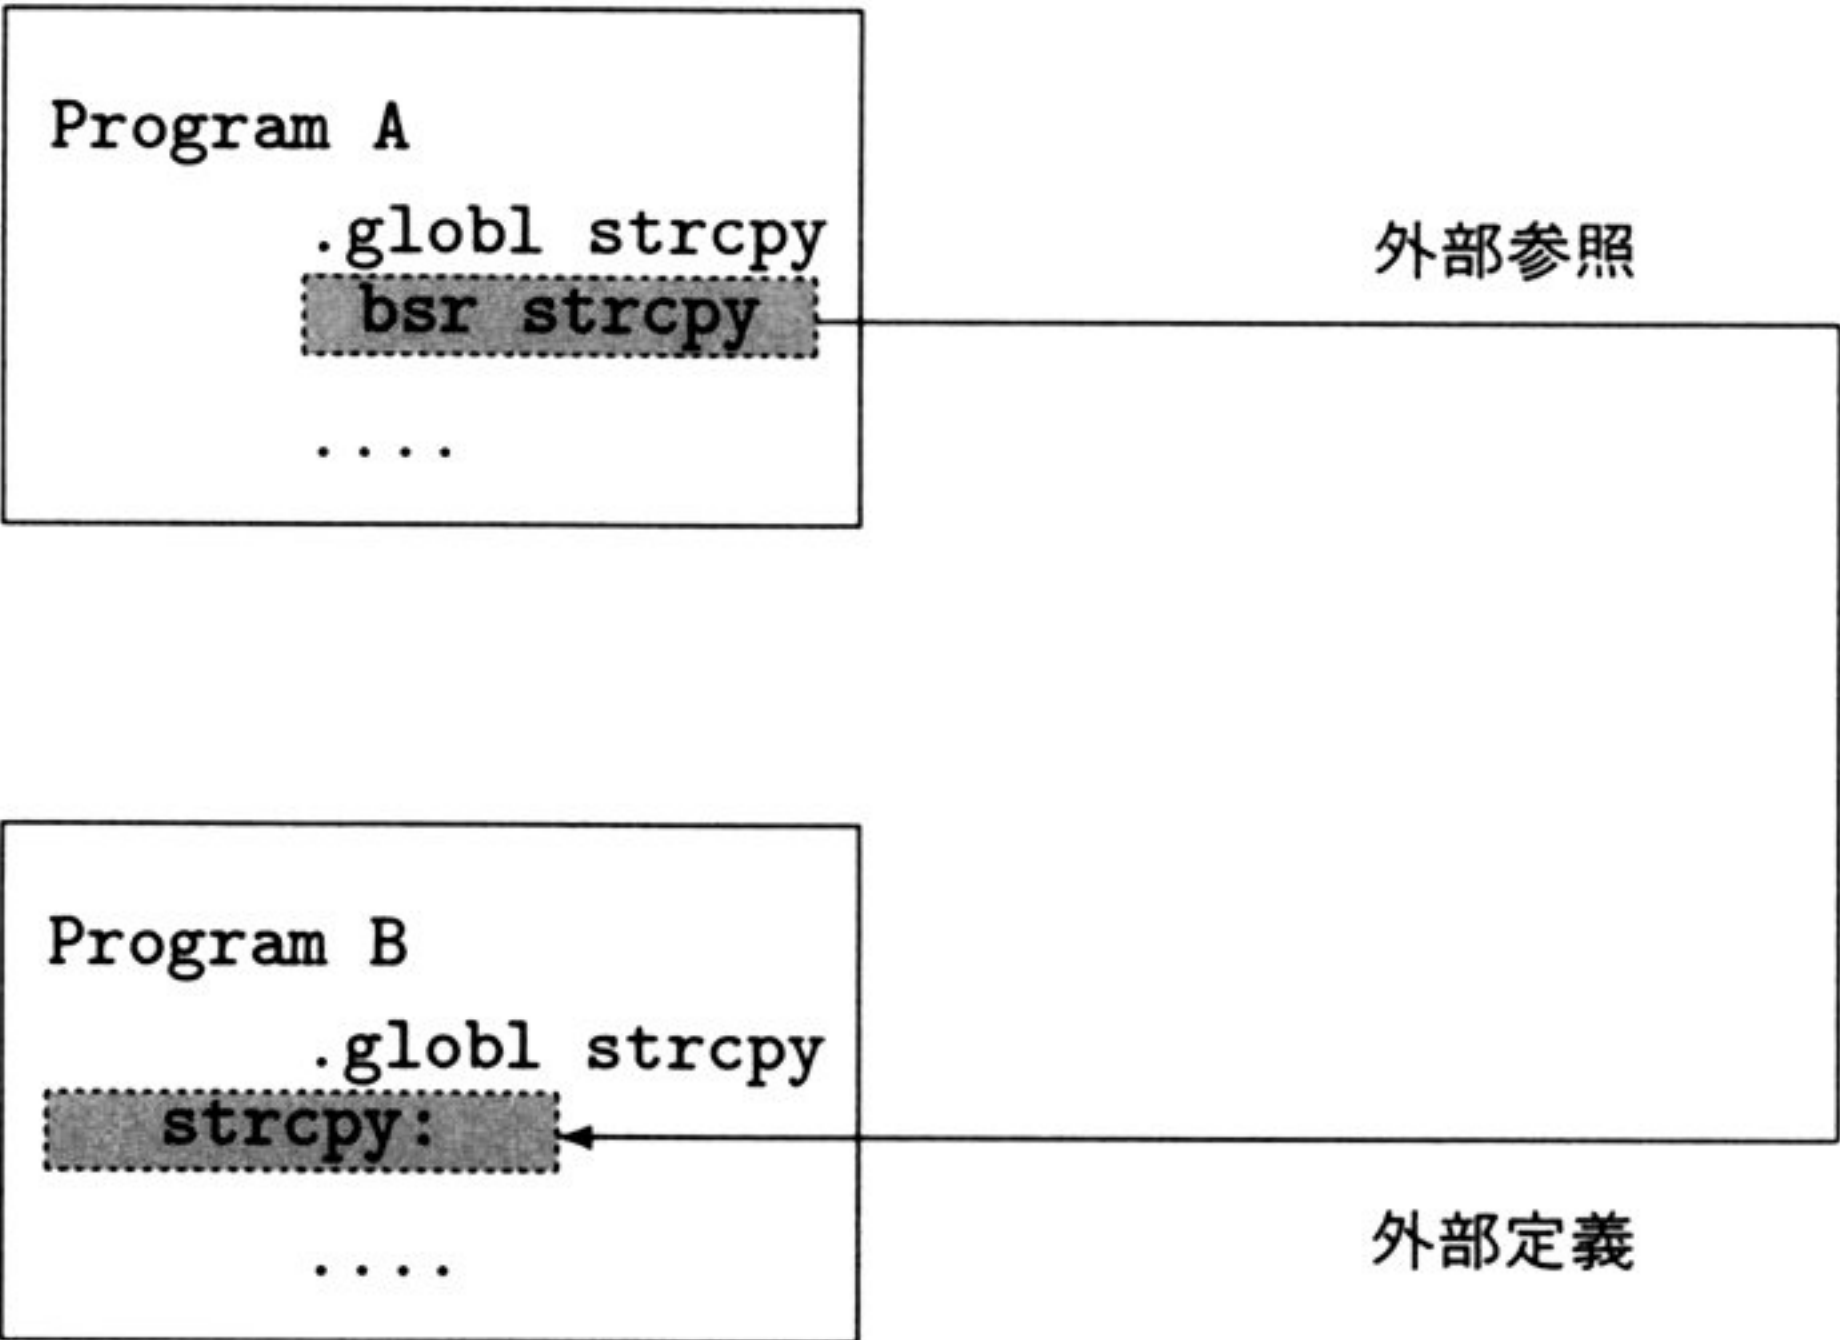 Program A
.globl strcpy
外部参照
bsr strcpy
....
Program B
.globl strcpy
strcpy:
外部定義
....